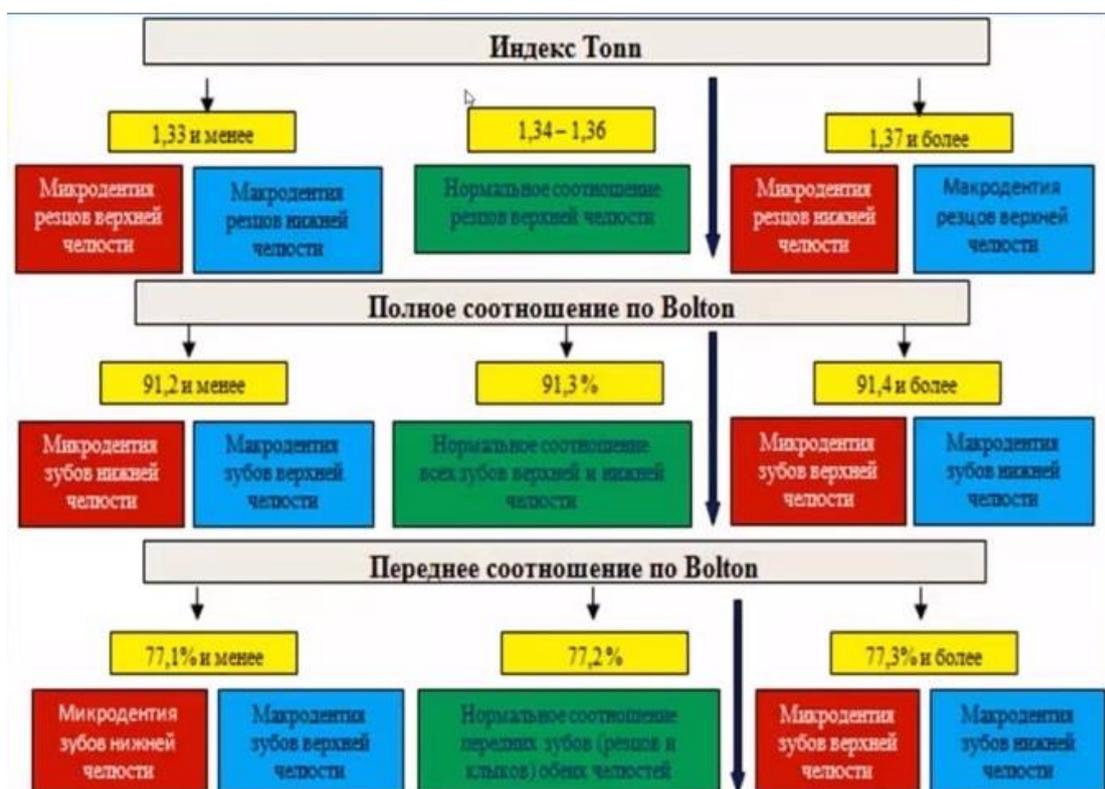 Индекс Tonn
1,33 и менее
1,34 – 1,36
1,37 и более
Микродентия
резцов верхней
челюсти
Макродентия
резцов нижней
челюсти
Нормальное соотношение
резцов верхней челюсти
Микродентия
резцов нижней
челюсти
Макродентия
резцов верхней
челюсти
Полное соотношение по Bolton
91,2 и менее
91,3 %
91,4 и более
Микродентия
зубов нижней
челюсти
Макродентия
зубов верхней
челюсти
Нормальное соотношение
всех зубов верхней и нижней
челюсти
Микродентия
зубов верхней
челюсти
Макродентия
зубов нижней
челюсти
Переднее соотношение по Bolton
77,1% и менее
77,2 %
77,3% и более
Микродентия
зубов нижней
челюсти
Макродентия
зубов верхней
челюсти
Нормальное соотношение
передних зубов (резцов и
клыков) обеих челюстей
Микродентия
зубов верхней
челюсти
Макродентия
зубов нижней
челюсти